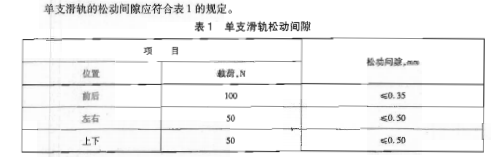 单支滑轨的松动间隙应符合表1的规定。
表1 单支滑轨松动间隙
项 目 松动间隙,mm
位置 载荷,N
前后 100 ≤0.35
左右 50 ≤0.50
上下 50 ≤0.50